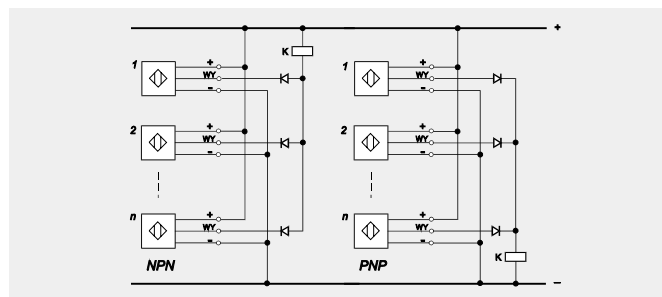 +
K
1 + WY -
1 + WY -
2 + WY -
2 + WY -
n + WY -
n + WY -
K
NPN PNP
-